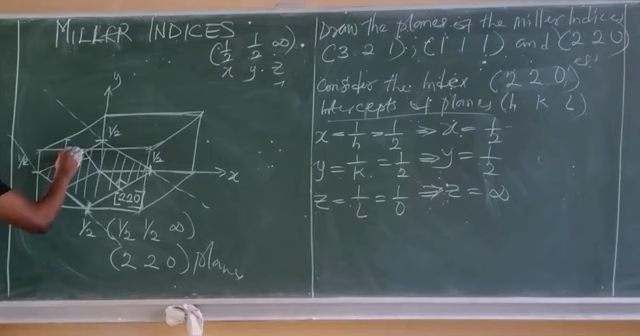 MILLER INDICES
(1/2 1/2 ∞)
x y z
y
1/2
1/2
1/2
x
[220]
1/2 (1/2 1/2 ∞)
(2 2 0) plane
Draw the planes of the miller Indices
(3 2 1); (1 1 1) and (2 2 0)
Consider the Index (2 2 0)
Intercepts of planes (h k l)
x = 1/h = 1/2 ⇒ x = 1/2
y = 1/k = 1/2 ⇒ y = 1/2
z = 1/L = 1/0 ⇒ z = ∞